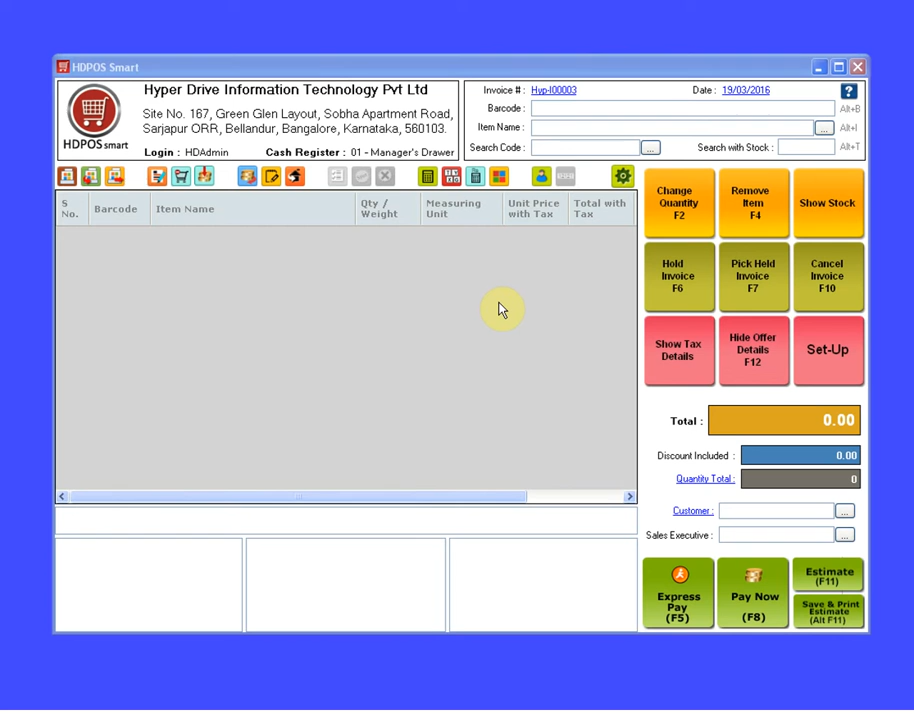 HDPOS Smart
HDPOS smart
Hyper Drive Information Technology Pvt Ltd
Site No. 167, Green Glen Layout, Sobha Apartment Road,
Sarjapur ORR, Bellandur, Bangalore, Karnataka, 560103.
Login : HDAdmin Cash Register : 01 - Manager's Drawer
Invoice # : Hyp-I00003 Date : 19/03/2016 ?
Barcode : Alt+B
Item Name : ... Alt+I
Search Code : ... Search with Stock : Alt+T
S No. Barcode Item Name Qty / Weight Measuring Unit Unit Price with Tax Total with Tax
Change Quantity F2
Remove Item F4
Show Stock
Hold Invoice F6
Pick Held Invoice F7
Cancel Invoice F10
Show Tax Details
Hide Offer Details F12
Set-Up
Total : 0.00
Discount Included : 0.00
Quantity Total : 0
Customer : ...
Sales Executive : ...
Express Pay (F5)
Pay Now (F8)
Estimate (F11)
Save & Print Estimate (Alt F11)